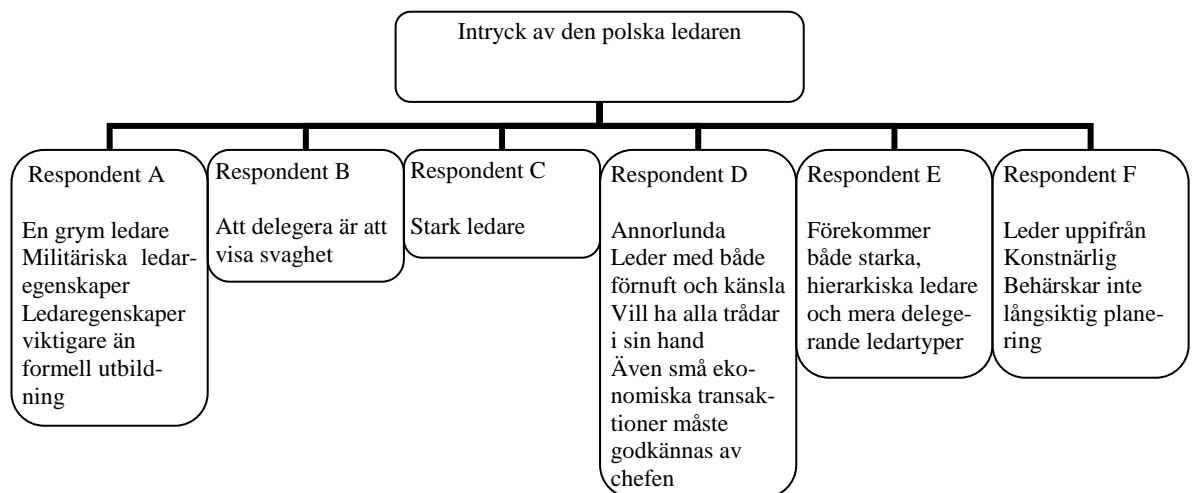 Intryck av den polska ledaren
Respondent A
En grym ledare
Militäriska ledar-
egenskaper
Ledaregenskaper
viktigare än
formell utbild-
ning
Respondent B
Att delegera är att
visa svaghet
Respondent C
Stark ledare
Respondent D
Annorlunda
Leder med både
förnuft och känsla
Vill ha alla trådar
i sin hand
Även små eko-
nomiska transak-
tioner måste
godkännas av
chefen
Respondent E
Förekommer
både starka,
hierarkiska ledare
och mera delege-
rande ledartyper
Respondent F
Leder uppifrån
Konstnärlig
Behärskar inte
långsiktig plane-
ring